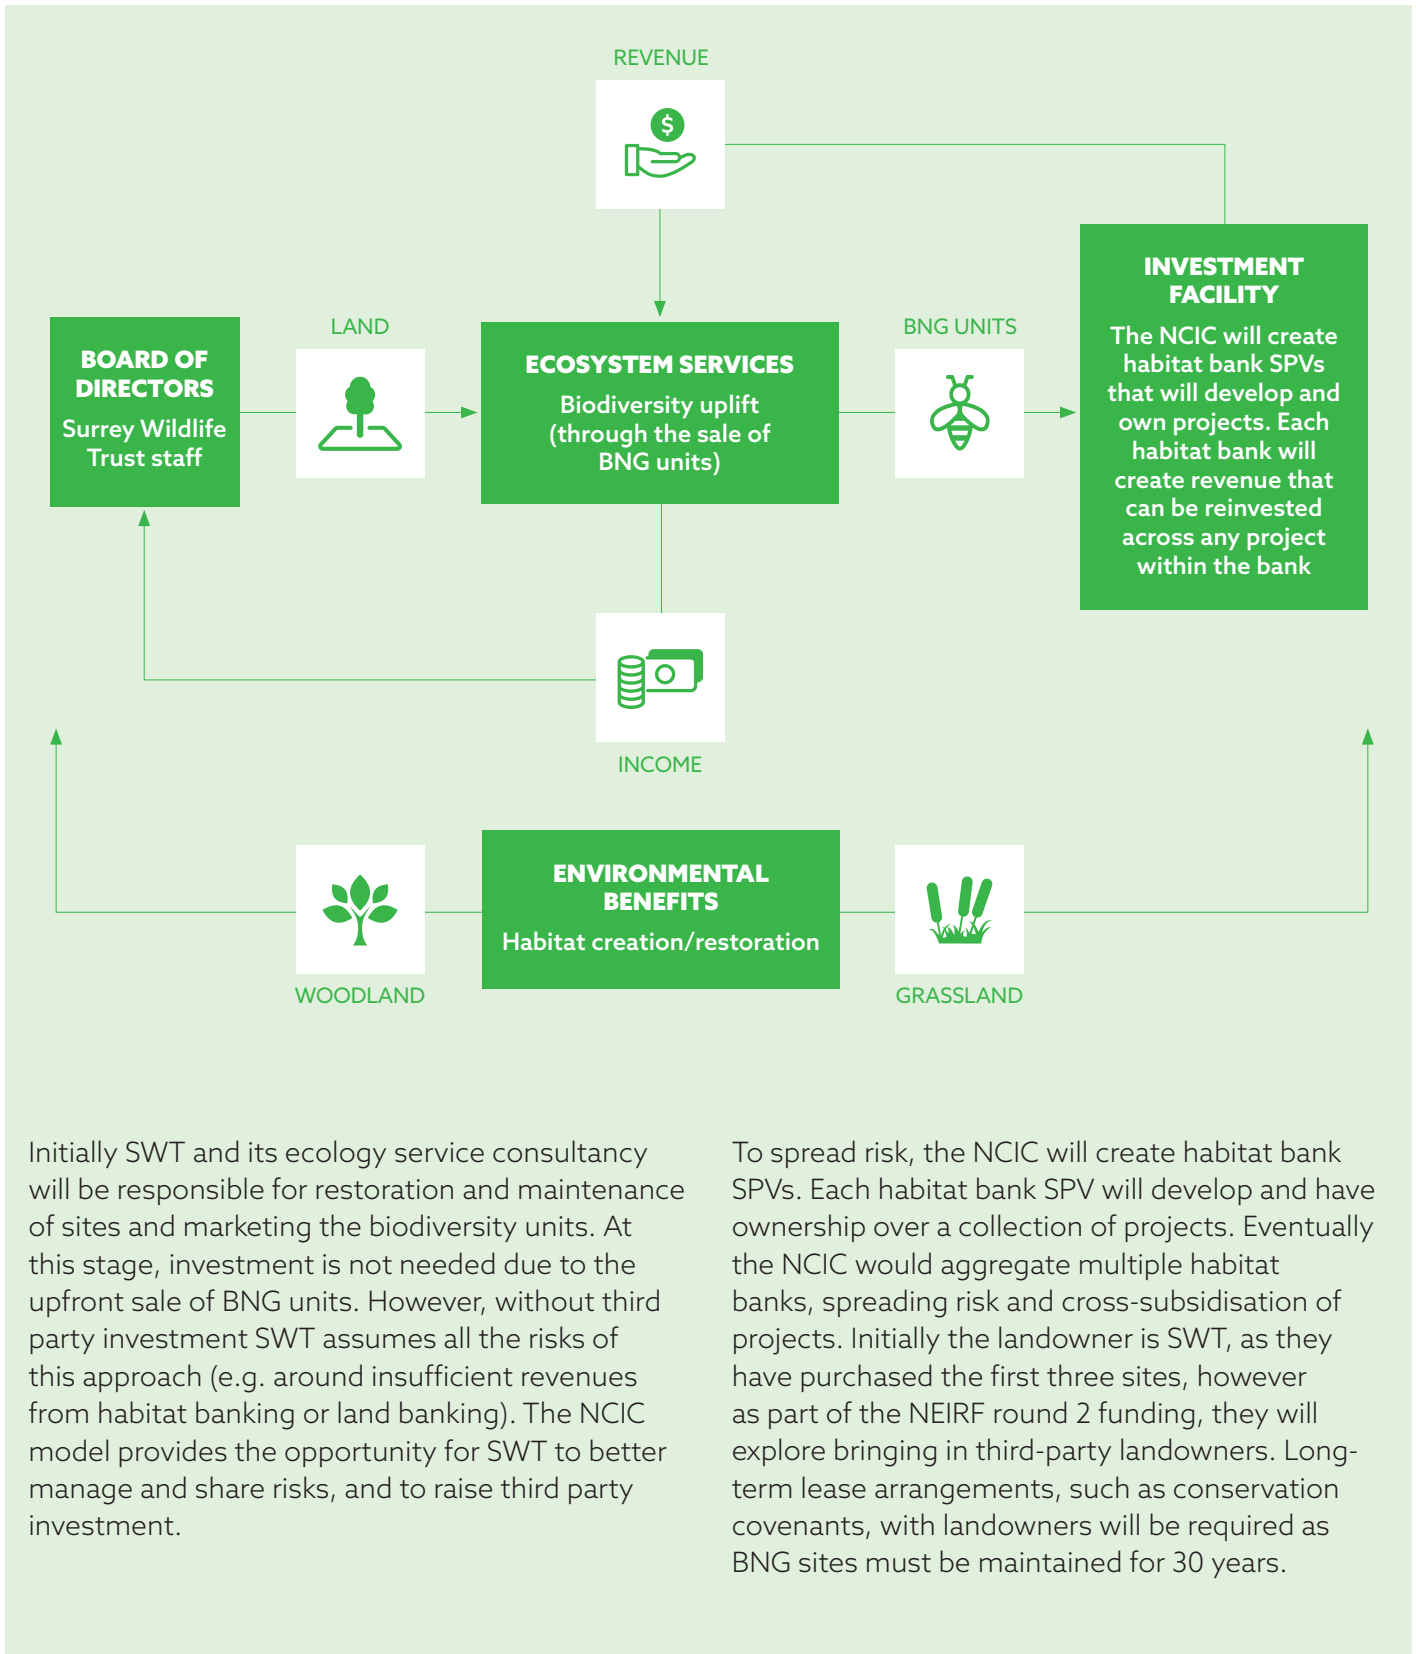 REVENUE
$
INVESTMENT
FACILITY
The NCIC will create
habitat bank SPVs
that will develop and
own projects. Each
habitat bank will
create revenue that
can be reinvested
across any project
within the bank
BOARD OF
DIRECTORS
Surrey Wildlife
Trust staff
LAND
ECOSYSTEM SERVICES
Biodiversity uplift
(through the sale of
BNG units)
BNG UNITS
INCOME
ENVIRONMENTAL
BENEFITS
Habitat creation/restoration
WOODLAND
GRASSLAND
Initially SWT and its ecology service consultancy
will be responsible for restoration and maintenance
of sites and marketing the biodiversity units. At
this stage, investment is not needed due to the
upfront sale of BNG units. However, without third
party investment SWT assumes all the risks of
this approach (e.g. around insufficient revenues
from habitat banking or land banking). The NCIC
model provides the opportunity for SWT to better
manage and share risks, and to raise third party
investment.
To spread risk, the NCIC will create habitat bank
SPVs. Each habitat bank SPV will develop and have
ownership over a collection of projects. Eventually
the NCIC would aggregate multiple habitat
banks, spreading risk and cross-subsidisation of
projects. Initially the landowner is SWT, as they
have purchased the first three sites, however
as part of the NEIRF round 2 funding, they will
explore bringing in third-party landowners. Long-
term lease arrangements, such as conservation
covenants, with landowners will be required as
BNG sites must be maintained for 30 years.